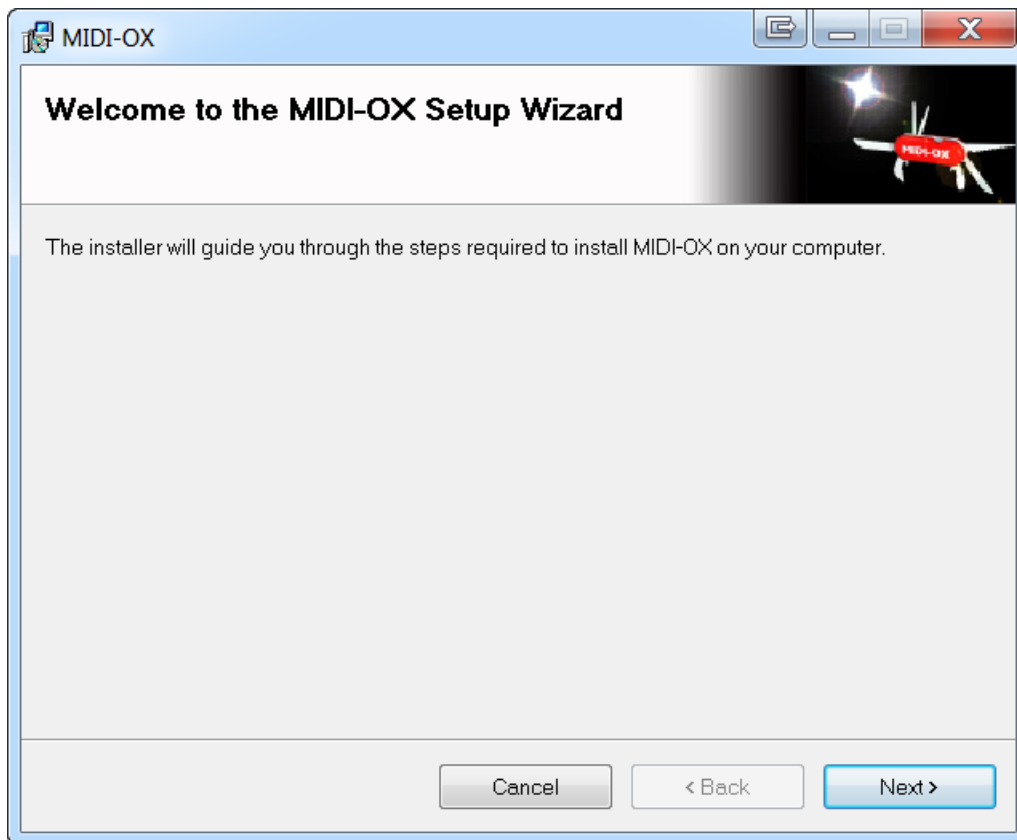 MIDI-OX
Welcome to the MIDI-OX Setup Wizard
MIDI-OX
The installer will guide you through the steps required to install MIDI-OX on your computer.
Cancel
< Back
Next >